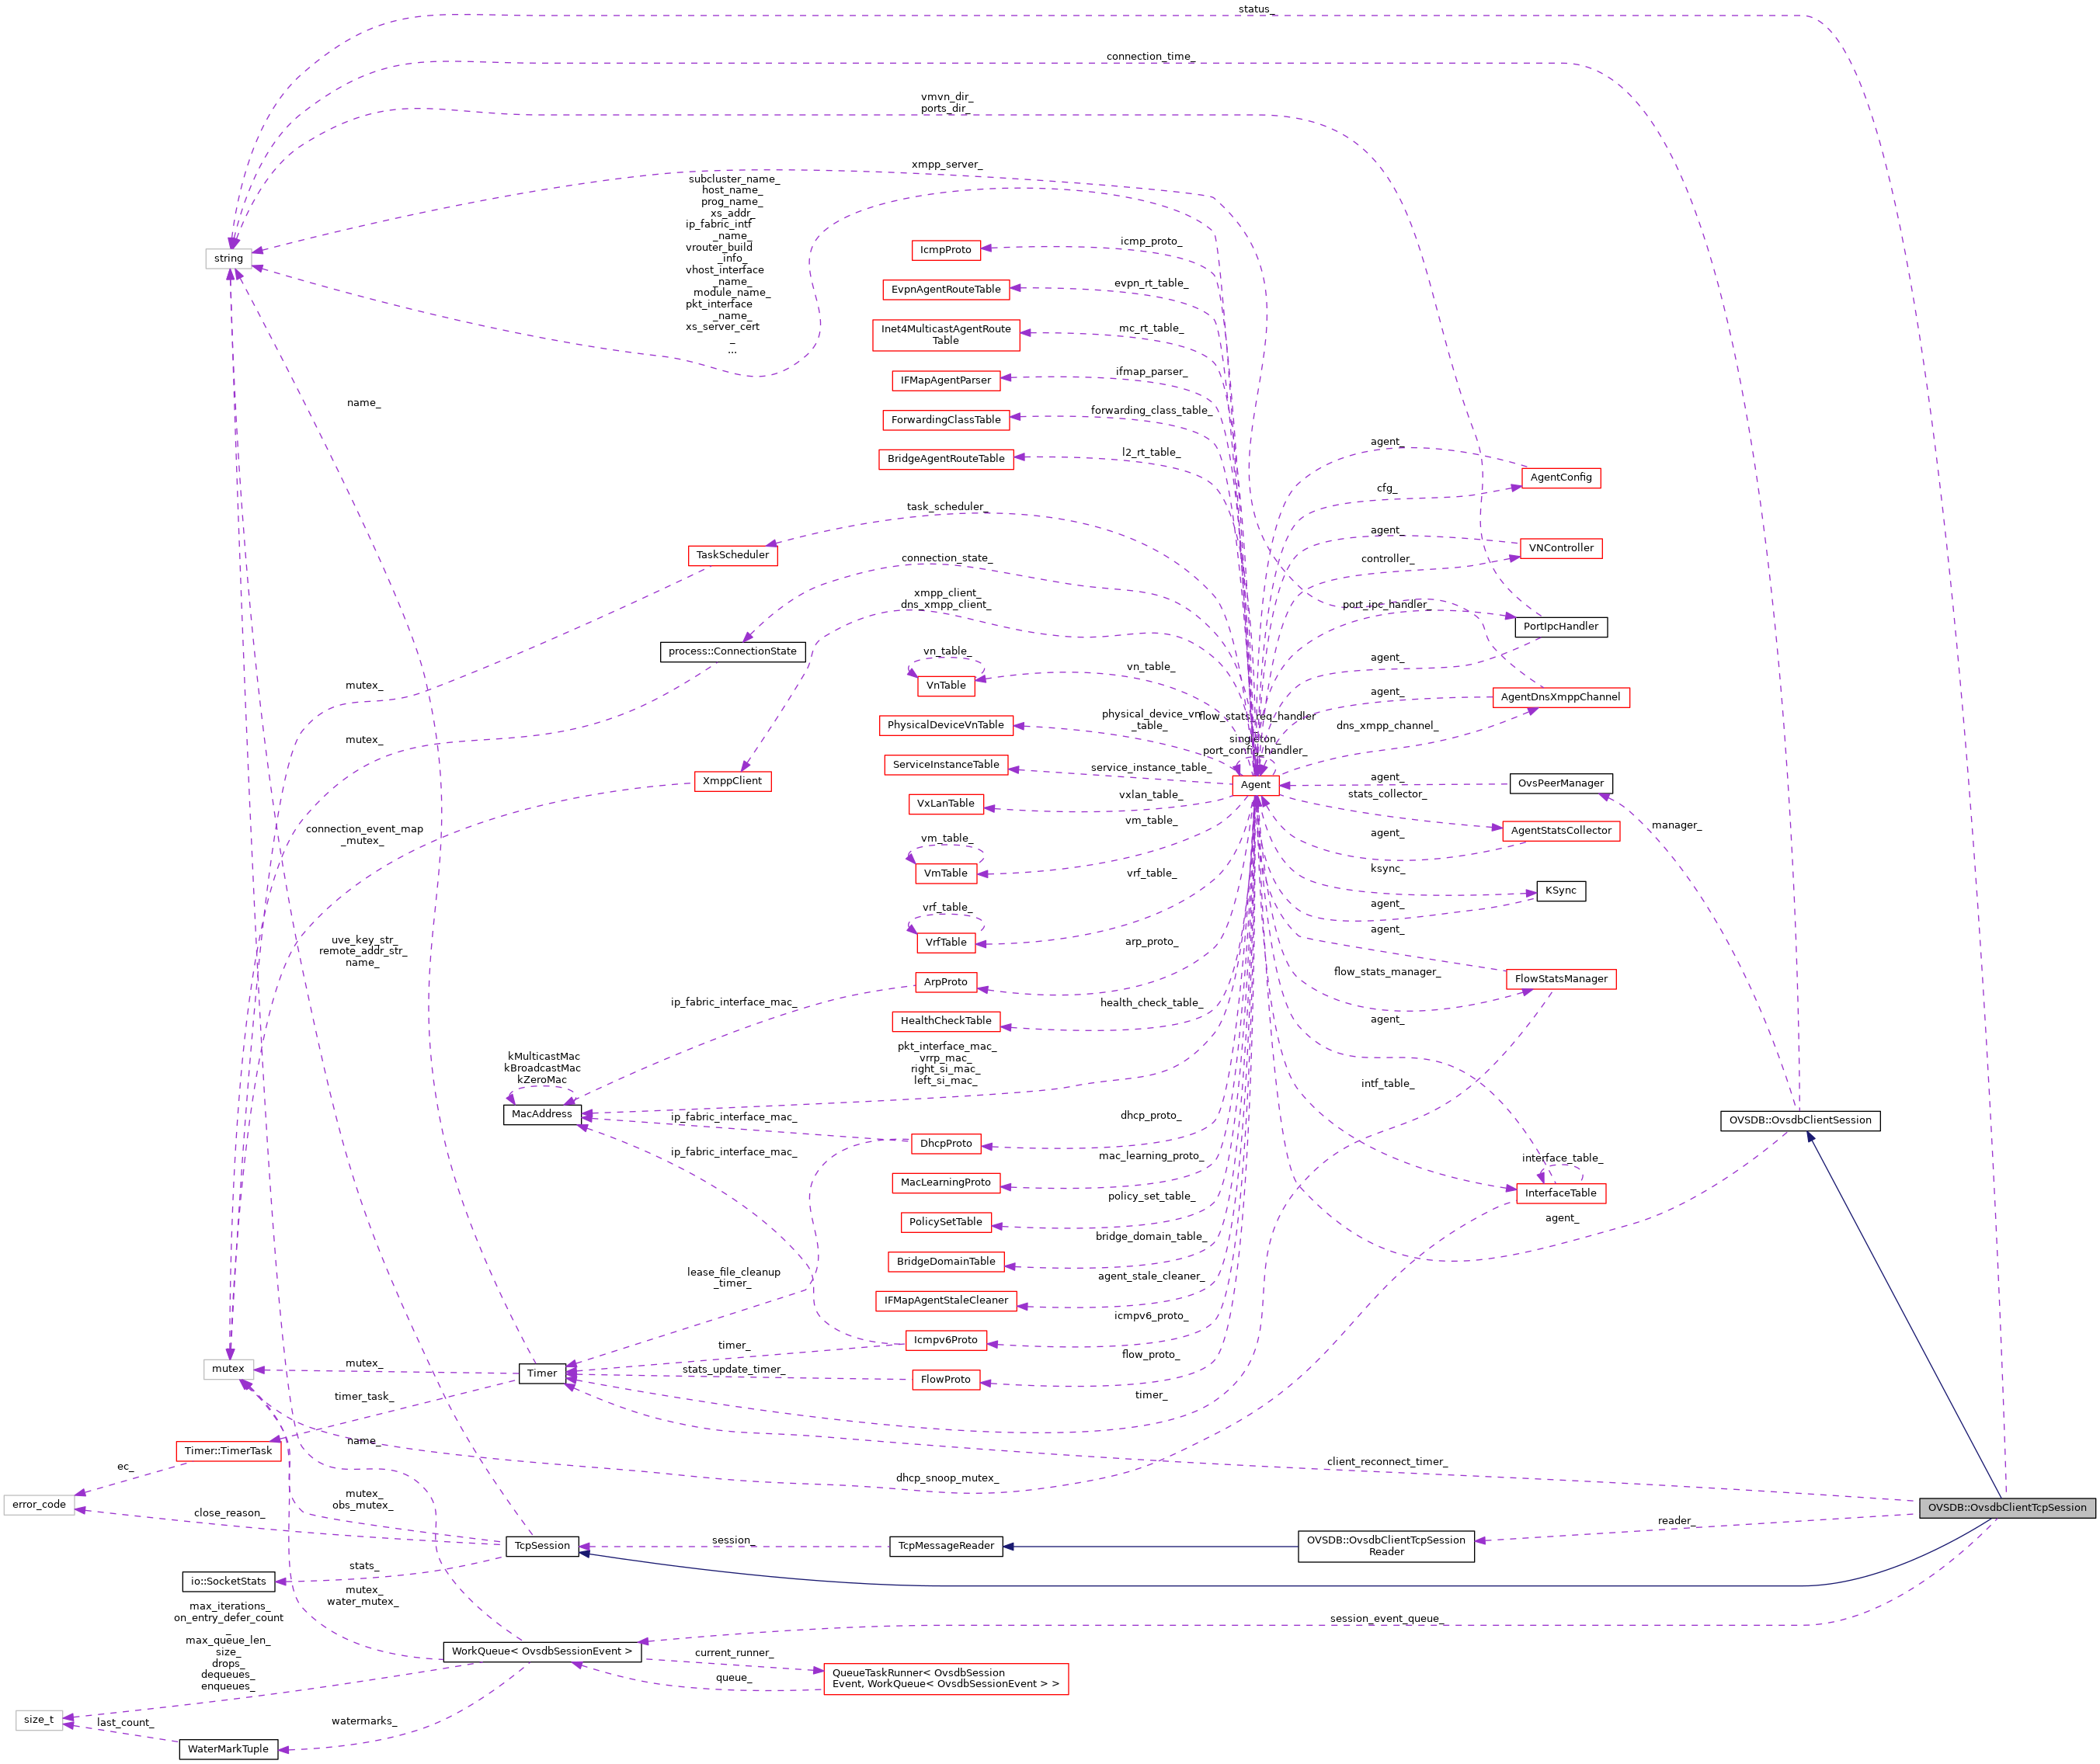 status_
connection_time_
vmvn_dir_
ports_dir_
xmpp_server_
subcluster_name_
host_name_
prog_name_
xs_addr_
ip_fabric_intf
_name_
vrouter_build
_info_
vhost_interface
_name_
module_name_
pkt_interface
_name_
xs_server_cert
_
...
string
IcmpProto
icmp_proto_
EvpnAgentRouteTable
evpn_rt_table_
Inet4MulticastAgentRoute
Table
mc_rt_table_
IFMapAgentParser
ifmap_parser_
name_
ForwardingClassTable
forwarding_class_table_
BridgeAgentRouteTable
l2_rt_table_
agent_
AgentConfig
cfg_
task_scheduler_
TaskScheduler
agent_
VNController
controller_
connection_state_
xmpp_client_
dns_xmpp_client_
port_ipc_handler_
PortIpcHandler
process::ConnectionState
vn_table_
vn_table_
VnTable
agent_
mutex_
agent_
AgentDnsXmppChannel
PhysicalDeviceVnTable
physical_device_vn
_table_
flow_stats_req_handler
_
singleton_
port_config_handler_
dns_xmpp_channel_
mutex_
ServiceInstanceTable
service_instance_table_
XmppClient
Agent
agent_
OvsPeerManager
VxLanTable
vxlan_table_
stats_collector_
manager_
connection_event_map
_mutex_
vm_table_
vm_table_
VmTable
agent_
AgentStatsCollector
ksync_
KSync
vrf_table_
vrf_table_
VrfTable
agent_
agent_
uve_key_str_
remote_addr_str_
name_
arp_proto_
ArpProto
flow_stats_manager_
FlowStatsManager
ip_fabric_interface_mac_
HealthCheckTable
health_check_table_
agent_
kMulticastMac
kBroadcastMac
kZeroMac
pkt_interface_mac_
vrrp_mac_
right_si_mac_
left_si_mac_
intf_table_
MacAddress
ip_fabric_interface_mac_
DhcpProto
dhcp_proto_
OVSDB::OvsdbClientSession
ip_fabric_interface_mac_
mac_learning_proto_
MacLearningProto
interface_table_
InterfaceTable
policy_set_table_
PolicySetTable
agent_
bridge_domain_table_
BridgeDomainTable
lease_file_cleanup
_timer_
agent_stale_cleaner_
IFMapAgentStaleCleaner
icmpv6_proto_
Icmpv6Proto
timer_
mutex
mutex_
Timer
stats_update_timer_
FlowProto
flow_proto_
timer_task_
timer_
Timer::TimerTask
name_
ec_
dhcp_snoop_mutex_
client_reconnect_timer_
error_code
mutex_
obs_mutex_
close_reason_
OVSDB::OvsdbClientTcpSession
reader_
TcpSession
session_
TcpMessageReader
OVSDB::OvsdbClientTcpSession
Reader
io::SocketStats
stats_
mutex_
water_mutex_
max_iterations_
on_entry_defer_count
_
max_queue_len_
size_
drops_
dequeues_
enqueues_
session_event_queue_
WorkQueue< OvsdbSessionEvent >
current_runner_
queue_
QueueTaskRunner< OvsdbSession
Event, WorkQueue< OvsdbSessionEvent > >
size_t
last_count_
watermarks_
WaterMarkTuple